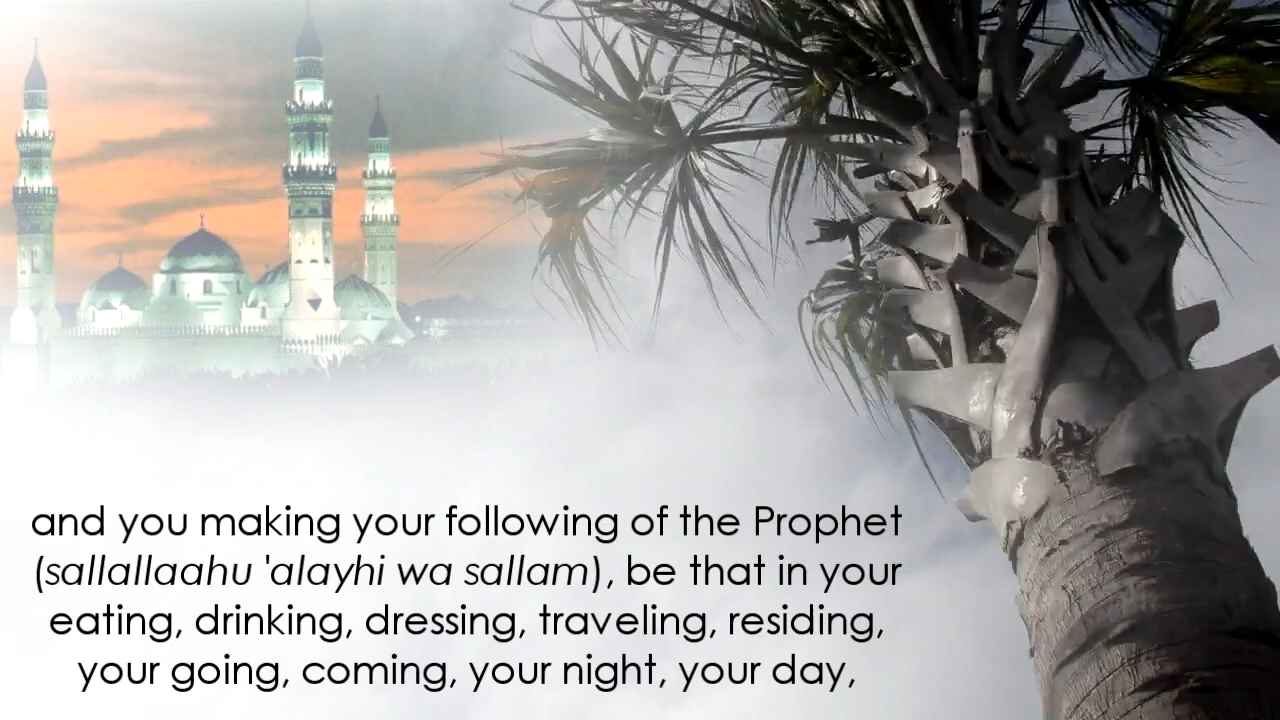 and you making your following of the Prophet
(sallallaahu 'alayhi wa sallam), be that in your
eating, drinking, dressing, traveling, residing,
your going, coming, your night, your day,